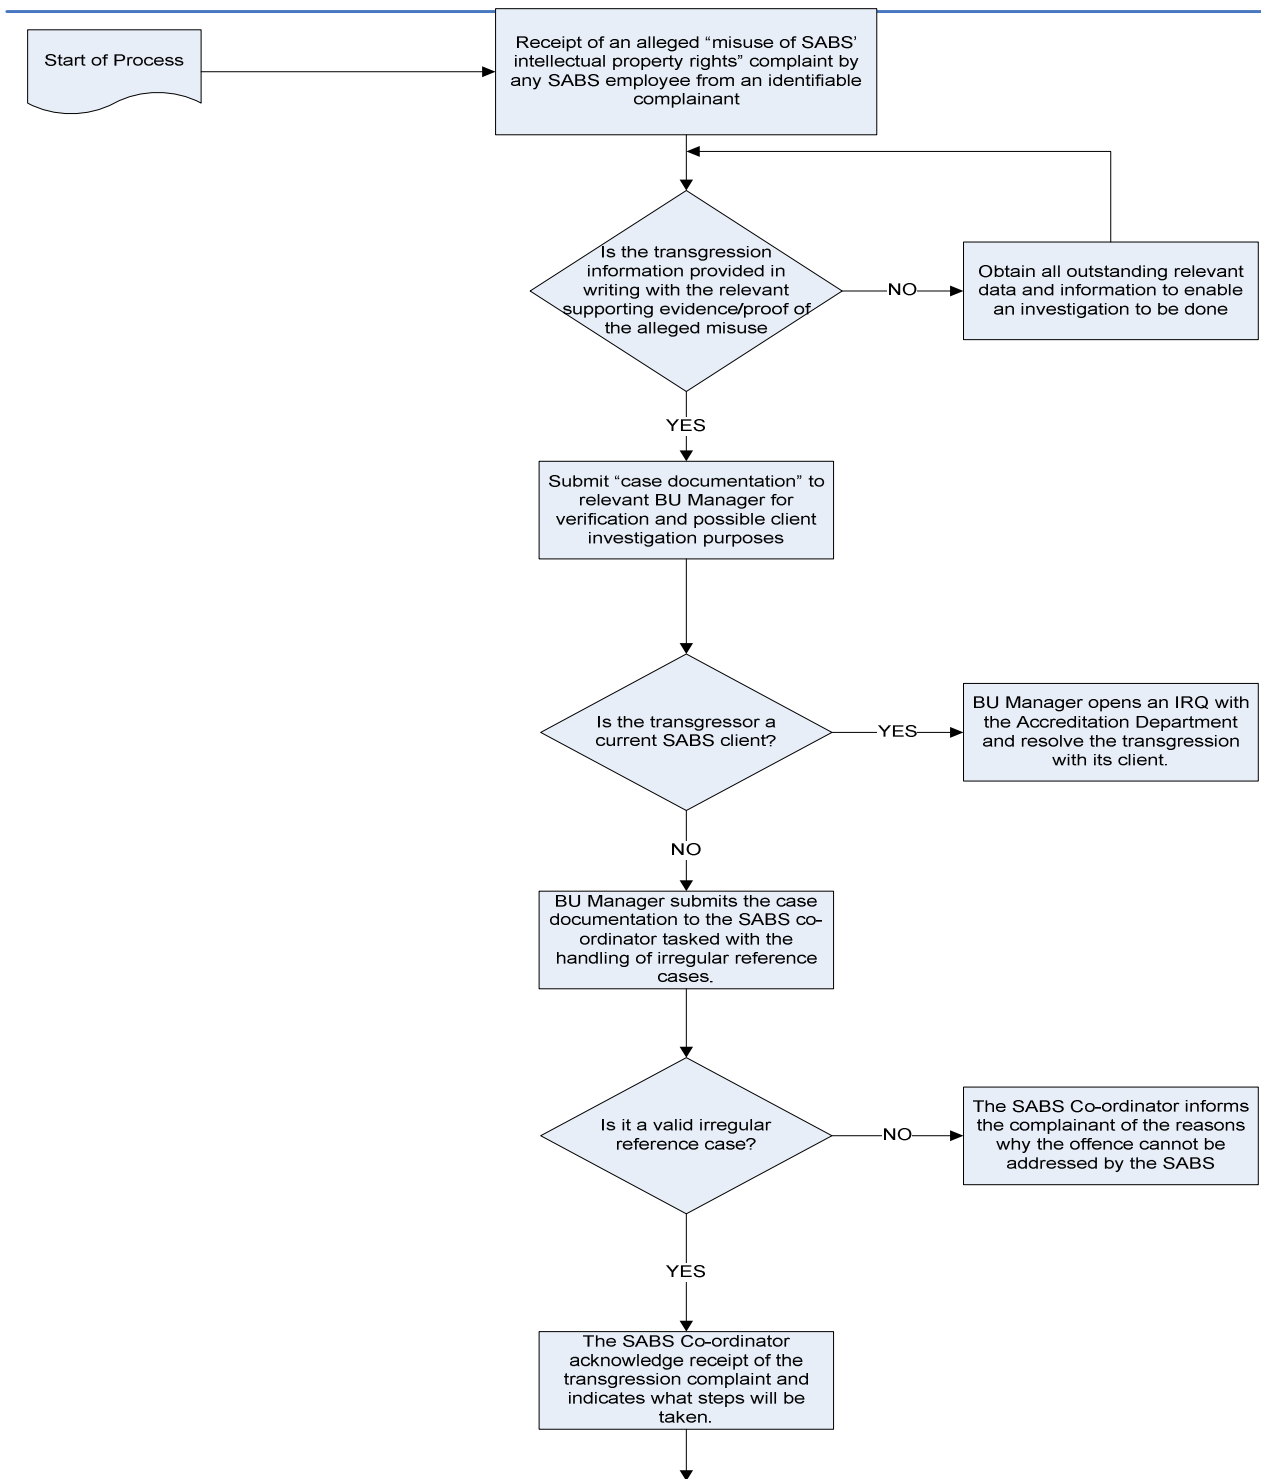 Start of Process
Receipt of an alleged “misuse of SABS’
intellectual property rights” complaint by
any SABS employee from an identifiable
complainant
Is the transgression
information provided in
writing with the relevant
supporting evidence/proof of
the alleged misuse
NO
Obtain all outstanding relevant
data and information to enable
an investigation to be done
YES
Submit “case documentation” to
relevant BU Manager for
verification and possible client
investigation purposes
Is the transgressor a
current SABS client?
YES
BU Manager opens an IRQ with
the Accreditation Department
and resolve the transgression
with its client.
NO
BU Manager submits the case
documentation to the SABS co-
ordinator tasked with the
handling of irregular reference
cases.
Is it a valid irregular
reference case?
NO
The SABS Co-ordinator informs
the complainant of the reasons
why the offence cannot be
addressed by the SABS
YES
The SABS Co-ordinator
acknowledge receipt of the
transgression complaint and
indicates what steps will be
taken.